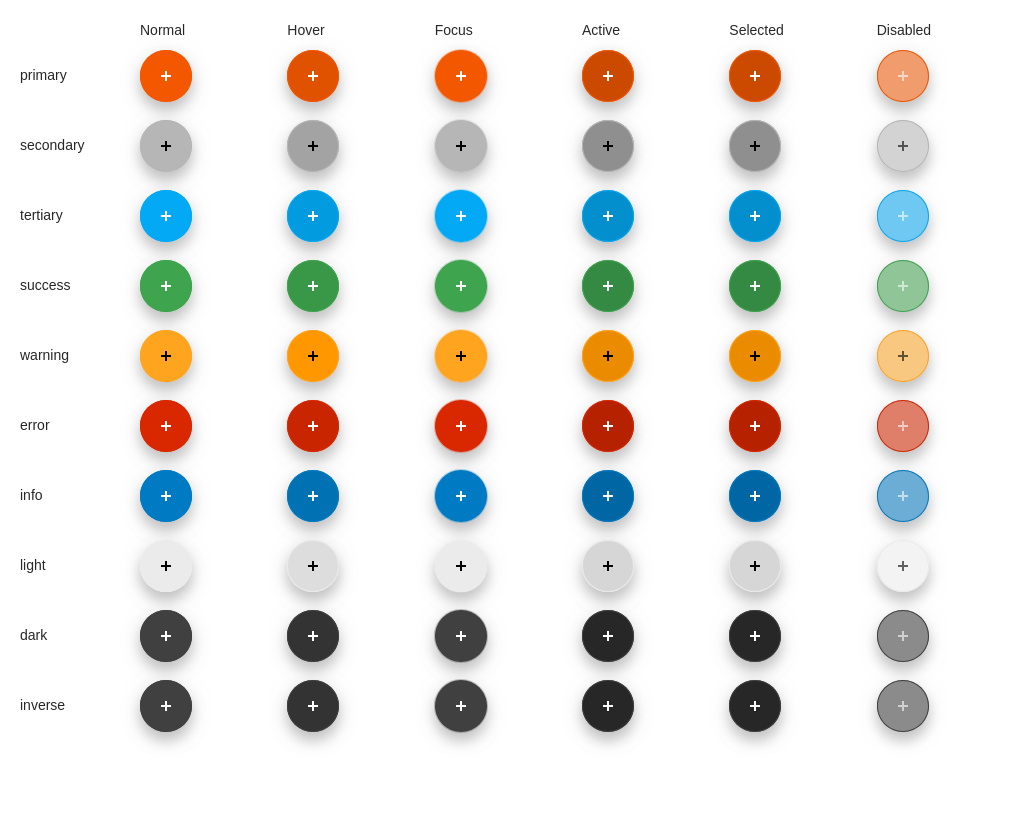 Normal Hover Focus Active Selected Disabled
primary
secondary
tertiary
success
warning
error
info
light
dark
inverse